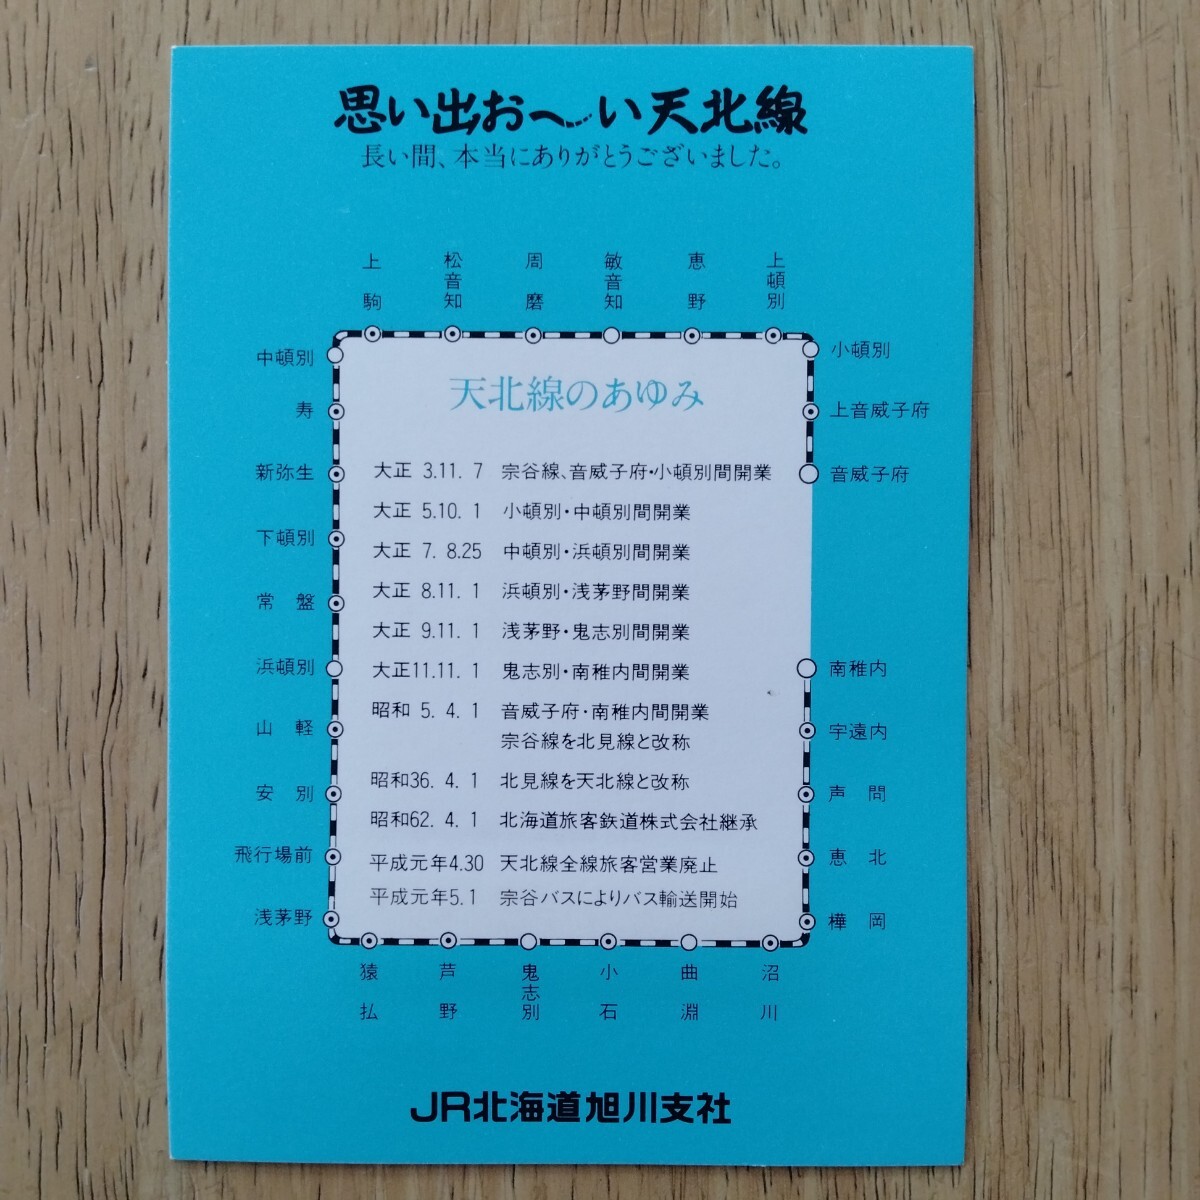 思い出お〜い天北線
長い間、本当にありがとうございました。
上駒
松音知
周磨
敏音知
恵野
上頓別
小頓別
上音威子府
音威子府
中頓別
寿
新弥生
下頓別
常盤
浜頓別
山軽
安別
飛行場前
浅茅野
天北線のあゆみ
大正 3.11. 7 宗谷線、音威子府・小頓別間開業
大正 5.10. 1 小頓別・中頓別間開業
大正 7. 8.25 中頓別・浜頓別間開業
大正 8.11. 1 浜頓別・浅茅野間開業
大正 9.11. 1 浅茅野・鬼志別間開業
大正11.11. 1 鬼志別・南稚内間開業
昭和 5. 4. 1 音威子府・南稚内間開業
宗谷線を北見線と改称
昭和36. 4. 1 北見線を天北線と改称
昭和62. 4. 1 北海道旅客鉄道株式会社継承
平成元年4.30 天北線全線旅客営業廃止
平成元年5.1 宗谷バスによりバス輸送開始
南稚内
宇遠内
声問
恵北
樺岡
猿払
芦野
鬼志別
小石
曲淵
沼川
JR北海道旭川支社